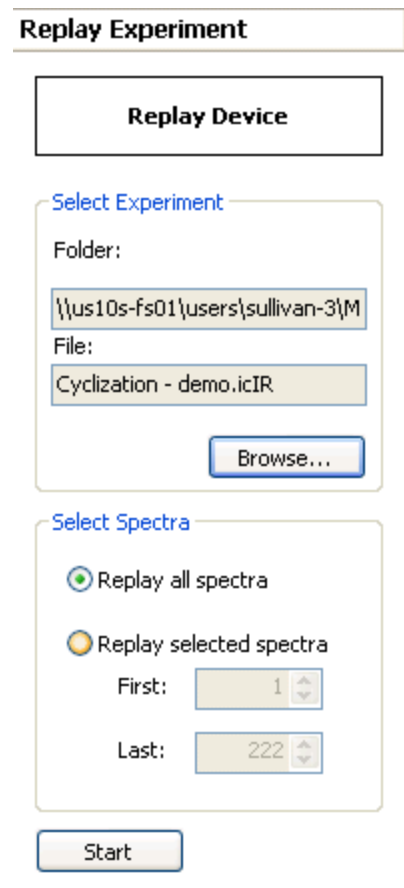 Replay Experiment
Replay Device
Select Experiment
Folder:
\\us10s-fs01\users\sullivan-3\M
File:
Cyclization - demo.icIR
Browse...
Select Spectra
Replay all spectra
Replay selected spectra
First: 1
Last: 222
Start